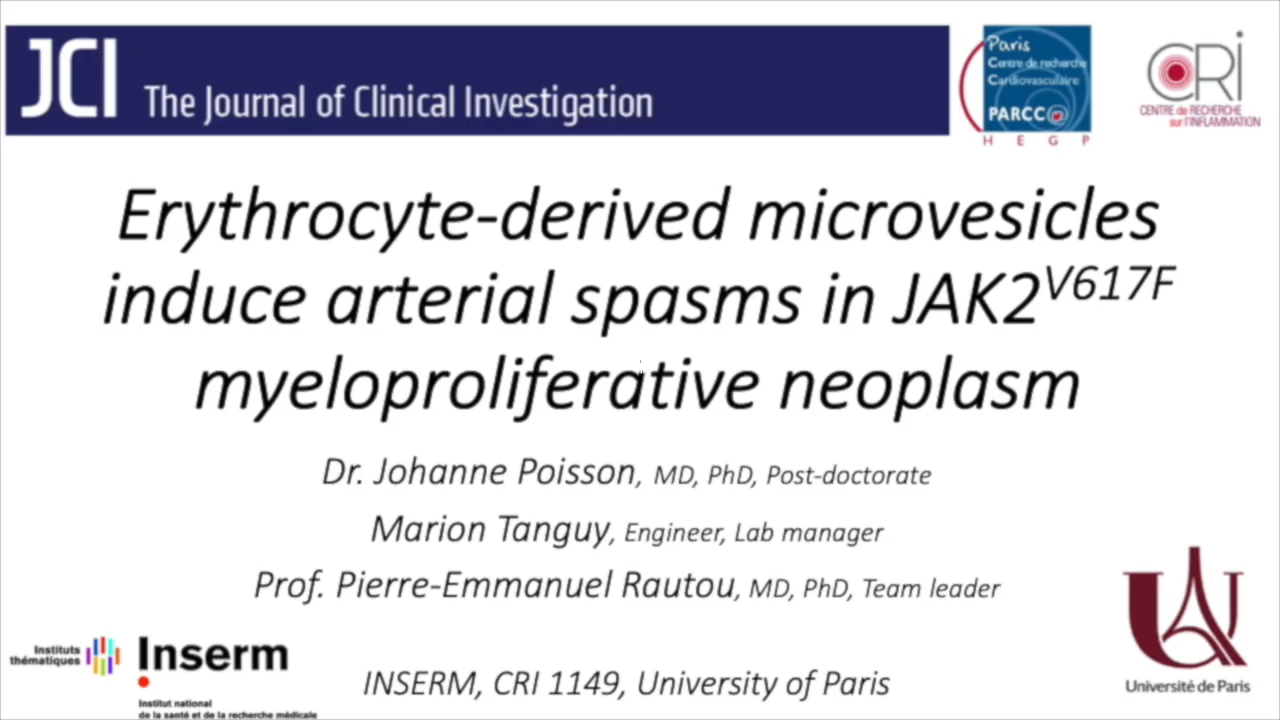 JCI The Journal of Clinical Investigation
Paris
Centre de recherche
Cardiovasculaire
PARCC@
H E G P
CRi
CENTRE de RECHERCHE
sur l'INFLAMMATION
Erythrocyte-derived microvesicles
induce arterial spasms in JAK2V617F
myeloproliferative neoplasm
Dr. Johanne Poisson, MD, PhD, Post-doctorate
Marion Tanguy, Engineer, Lab manager
Prof. Pierre-Emmanuel Rautou, MD, PhD, Team leader
Instituts
thématiques
Inserm
Institut national
de la santé et de la recherche médicale
INSERM, CRI 1149, University of Paris
Université de Paris